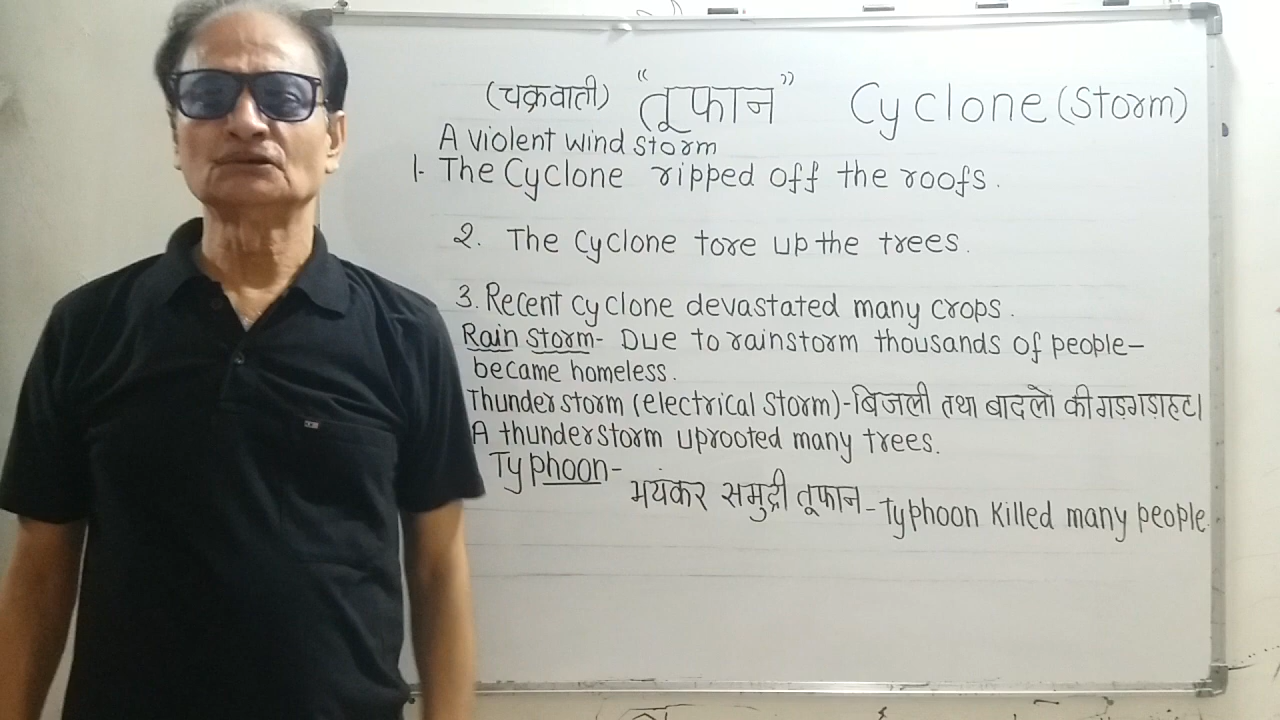 (चक्रवाती) "तूफान" Cyclone (Storm)
A violent wind storm
1. The Cyclone ripped off the roofs.
2. The Cyclone tore up the trees.
3. Recent cyclone devastated many crops.
Rain Storm- Due to rainstorm thousands of people-
became homeless.
Thunderstorm (electrical Storm)-बिजली तथा बादलो की गड़गड़ाहट।
A thunderstorm uprooted many trees.
Typhoon-
भयंकर समुद्री तूफान-Typhoon Killed many people.